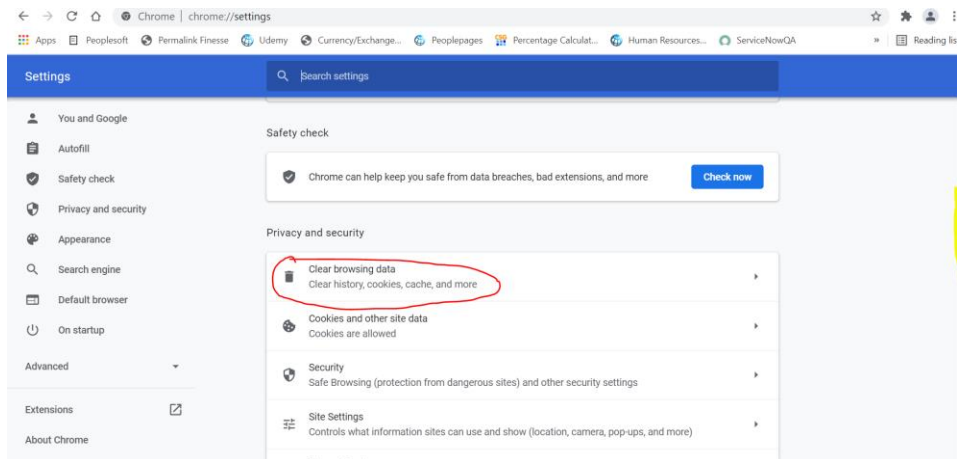 Chrome | chrome://settings
Apps Peoplesoft Permalink Finesse Udemy Currency/Exchange... Peoplepages Percentage Calculat... Human Resources... ServiceNowQA » Reading lis
Settings
Search settings
You and Google
Autofill
Safety check
Privacy and security
Appearance
Search engine
Default browser
On startup
Advanced
Extensions
About Chrome
Safety check
Chrome can help keep you safe from data breaches, bad extensions, and more
Check now
Privacy and security
Clear browsing data
Clear history, cookies, cache, and more
Cookies and other site data
Cookies are allowed
Security
Safe Browsing (protection from dangerous sites) and other security settings
Site Settings
Controls what information sites can use and show (location, camera, pop-ups, and more)